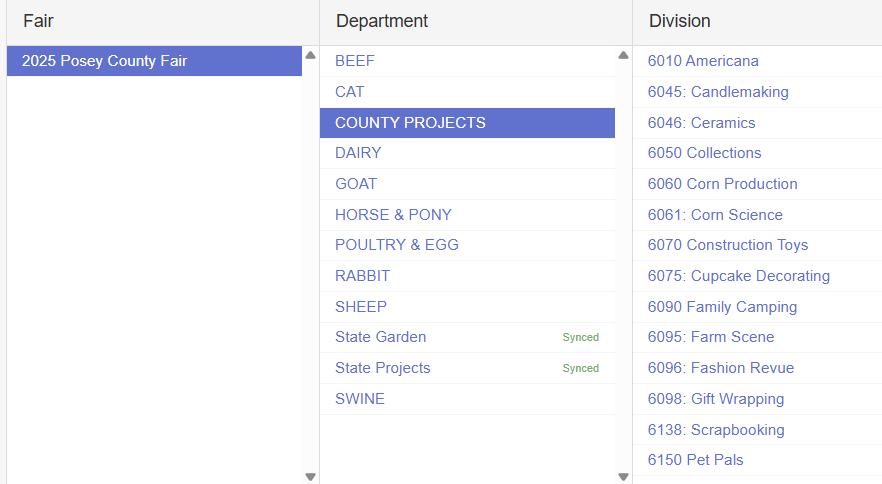 Fair
2025 Posey County Fair
Department
BEEF
CAT
COUNTY PROJECTS
DAIRY
GOAT
HORSE & PONY
POULTRY & EGG
RABBIT
SHEEP
State Garden Synced
State Projects Synced
SWINE
Division
6010 Americana
6045: Candlemaking
6046: Ceramics
6050 Collections
6060 Corn Production
6061: Corn Science
6070 Construction Toys
6075: Cupcake Decorating
6090 Family Camping
6095: Farm Scene
6096: Fashion Revue
6098: Gift Wrapping
6138: Scrapbooking
6150 Pet Pals